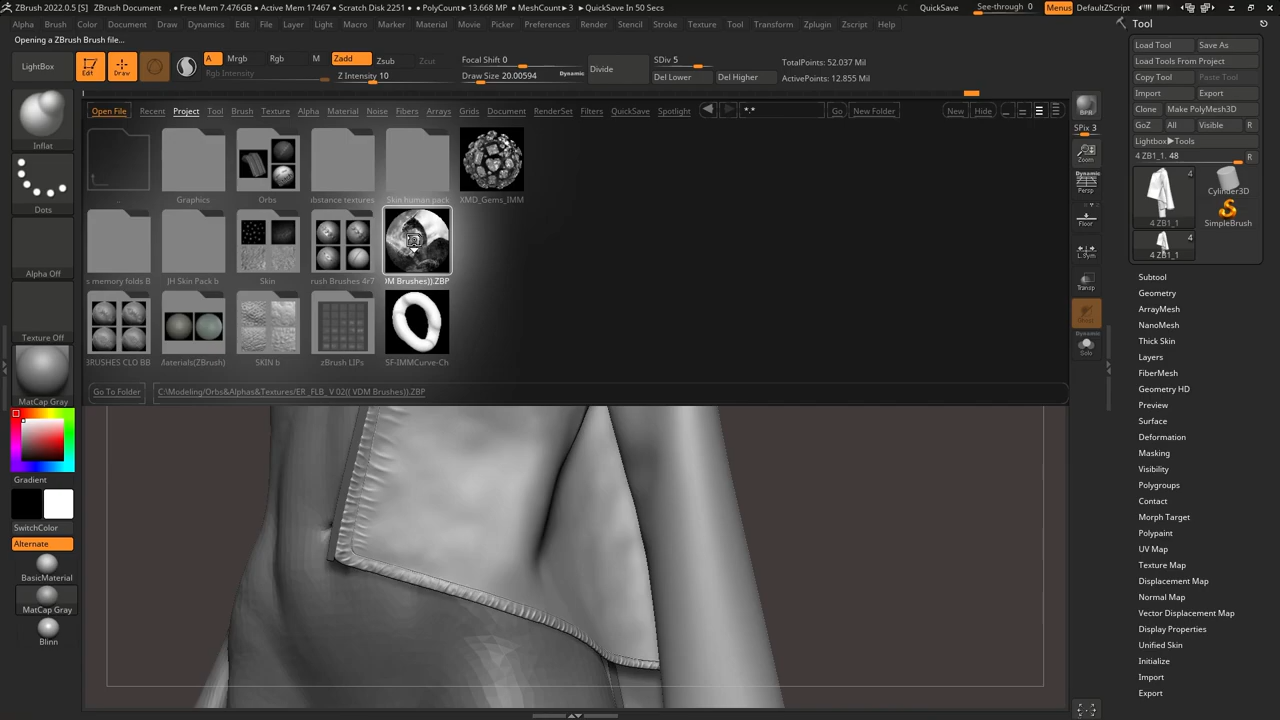 ZBrush 2022.0.5 [S] ZBrush Document . • Free Mem 7.476GB • Active Mem 17467 • Scratch Disk 2251 • PolyCount• 13.668 MP • MeshCount• 3 • QuickSave In 50 Secs
AC QuickSave See-through 0 Menus DefaultZScript
Alpha Brush Color Document Draw Dynamics Edit File Layer Light Macro Marker Material Movie Picker Preferences Render Stencil Stroke Texture Tool Transform Zplugin Zscript Help
Tool
Opening a ZBrush Brush file...
LightBox
Edit
Draw
A
Mrgb
Rgb
M
Rgb Intensity
Zadd
Zsub
Z Intensity 10
Focal Shift 0
Draw Size 20.00594
Dynamic
Divide
SDiv 5
Del Lower
Del Higher
TotalPoints: 52.037 Mil
ActivePoints: 12.855 Mil
Load Tool
Save As
Load Tools From Project
Copy Tool
Paste Tool
Import
Export
Clone
Make PolyMesh3D
GoZ
All
Visible
R
Lightbox▶Tools
4 ZB1_1. 48
R
4
4 ZB1_1
Cylinder3D
SimpleBrush
4
4 ZB1_1
Open File Recent Project Tool Brush Texture Alpha Material Noise Fibers Arrays Grids Document RenderSet Filters QuickSave Spotlight
*.*
Go
New Folder
New
Hide
..
Graphics
Orbs
bstance textures
Skin human pack
XMD_Gems_IMM
s memory folds B
JH Skin Pack b
Skin
rush Brushes 4r7
DM Brushes)).ZBP
BRUSHES CLO BB
Aaterials(ZBrush)
SKIN b
zBrush LIPs
SF-IMMCurve-Ch
Go To Folder
C:\Modeling/Orbs&Alphas&Textures/ER _FLB_ V 02(( VDM Brushes)).ZBP
Inflat
Dots
Alpha Off
Texture Off
MatCap Gray
Gradient
SwitchColor
Alternate
BasicMaterial
MatCap Gray
Blinn
BPR
SPix 3
Zoom
Dynamic
Persp
Floor
L.Sym
Transp
Dynamic
Solo
Subtool
Geometry
ArrayMesh
NanoMesh
Thick Skin
Layers
FiberMesh
Geometry HD
Preview
Surface
Deformation
Masking
Visibility
Polygroups
Contact
Morph Target
Polypaint
UV Map
Texture Map
Displacement Map
Normal Map
Vector Displacement Map
Display Properties
Unified Skin
Initialize
Import
Export